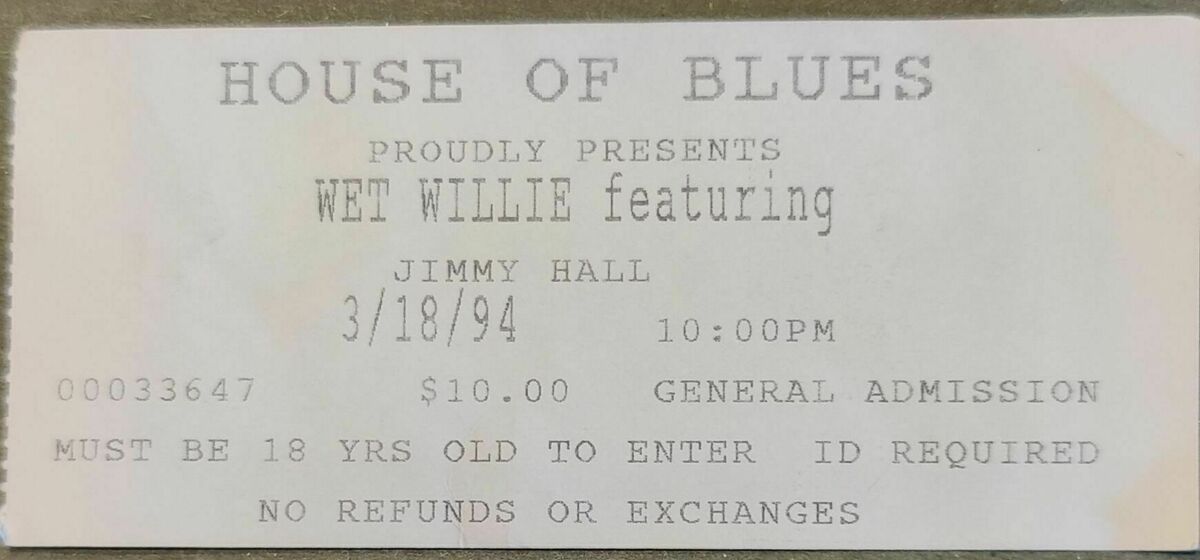 HOUSE OF BLUES
PROUDLY PRESENTS
WET WILLIE featuring
JIMMY HALL
3/18/94 10:00PM
00033647 $10.00 GENERAL ADMISSION
MUST BE 18 YRS OLD TO ENTER ID REQUIRED
NO REFUNDS OR EXCHANGES